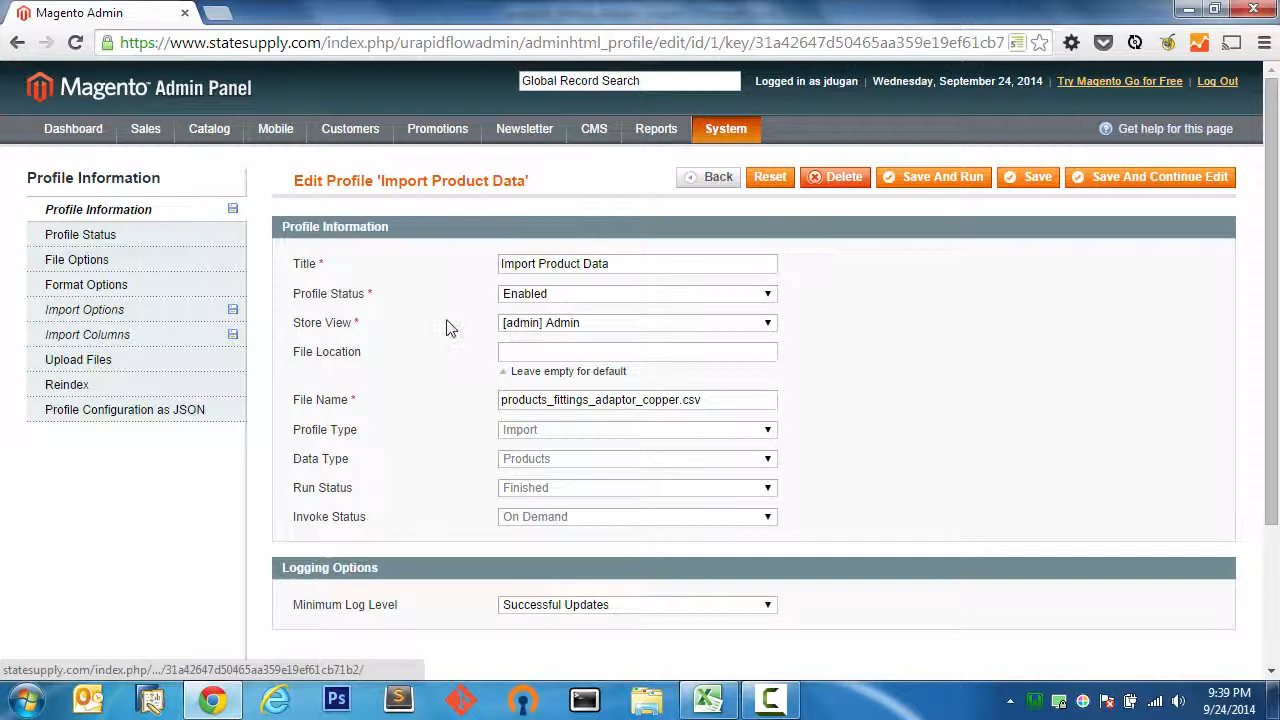 Magento Admin
https://www.statesupply.com/index.php/urapidflowadmin/adminhtml_profile/edit/id/1/key/31a42647d50465aa359e19ef61cb7
Magento Admin Panel
Global Record Search
Logged in as jdugan
Wednesday, September 24, 2014
Try Magento Go for Free
Log Out
Dashboard
Sales
Catalog
Mobile
Customers
Promotions
Newsletter
CMS
Reports
System
Get help for this page
Profile Information
Profile Information
Profile Status
File Options
Format Options
Import Options
Import Columns
Upload Files
Reindex
Profile Configuration as JSON
Edit Profile 'Import Product Data'
Back
Reset
Delete
Save And Run
Save
Save And Continue Edit
Profile Information
Title * Import Product Data
Profile Status * Enabled
Store View * [admin] Admin
File Location
Leave empty for default
File Name * products_fittings_adaptor_copper.csv
Profile Type Import
Data Type Products
Run Status Finished
Invoke Status On Demand
Logging Options
Minimum Log Level Successful Updates
statesupply.com/index.php/.../31a42647d50465aa359e19ef61cb71b2/
Ps
S
C
9:39 PM
9/24/2014